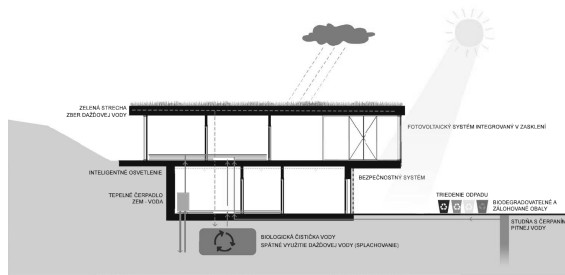 ZELENÁ STRECHA
ZBER DAŽĎOVEJ VODY
FOTOVOLTAICKÝ SYSTÉM INTEGROVANÝ V ZASKLENÍ
INTELIGENTNÉ OSVETLENIE
BEZPEČNOSTNÝ SYSTÉM
TEPELNÉ ČERPADLO
ZEM - VODA
TRIEDENIE ODPADU
BIODEGRADOVATEĽNÉ A
ZÁLOHOVANÉ OBALY
STUDŇA S ČERPANÍM
PITNEJ VODY
BIOLOGICKÁ ČISTIČKA VODY
SPÄTNÉ VYUŽITIE DAŽĎOVEJ VODY (SPLACHOVANIE)